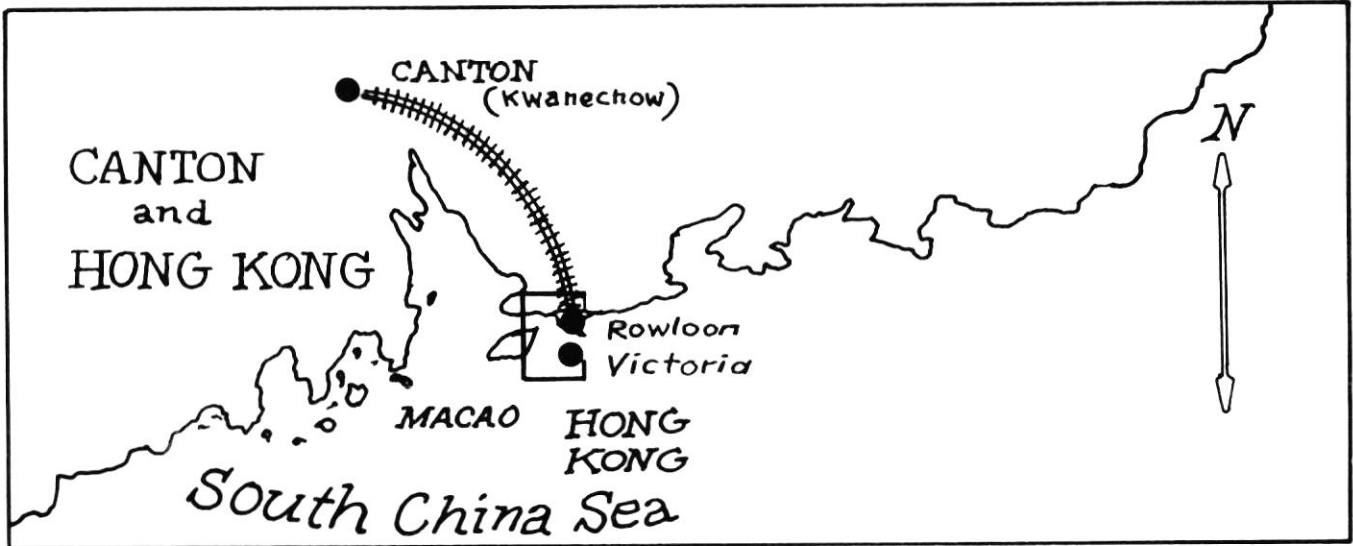 CANTON
(Kwanechow)
N
CANTON
and
HONG KONG
Rowloon
Victoria
MACAO
HONG
KONG
South China Sea